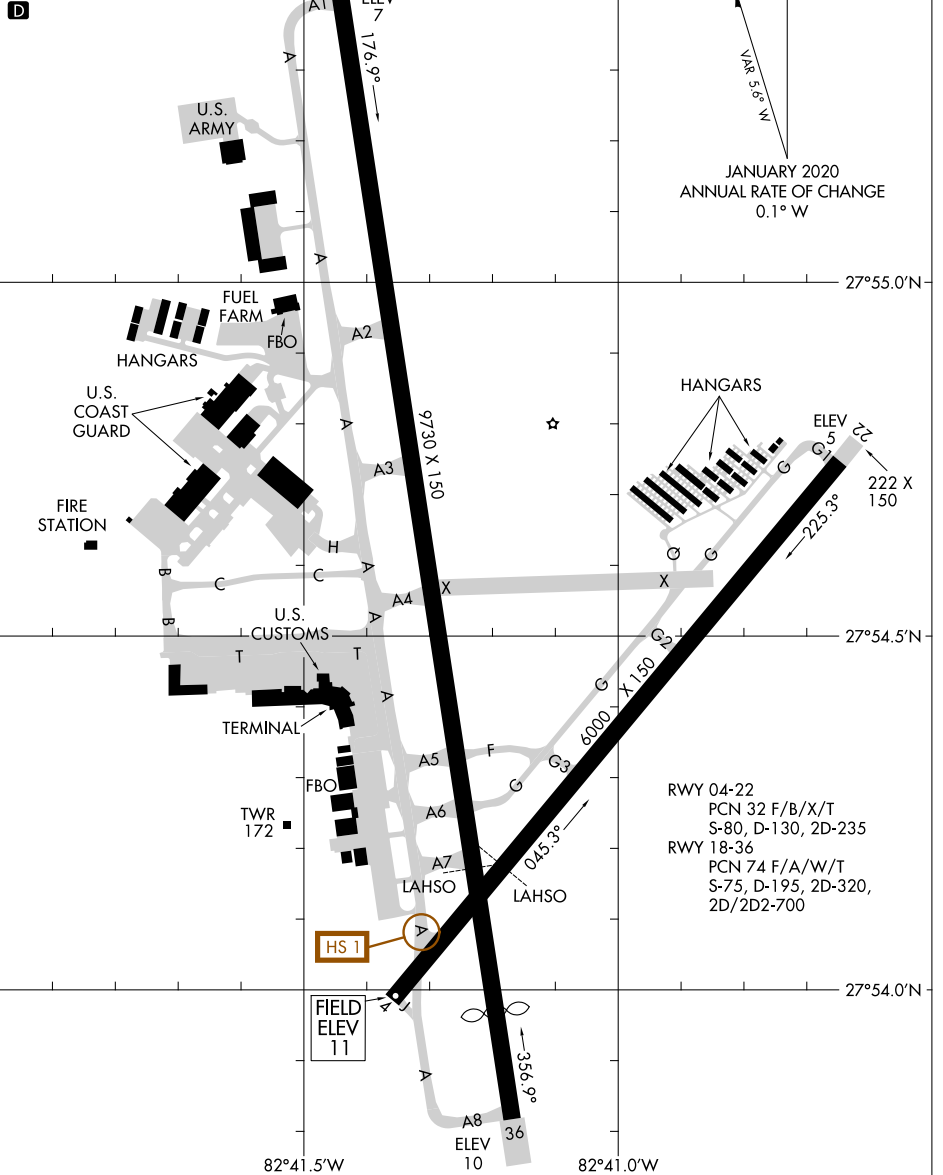 D
A1
ELEV
7
A
176.9°
VAR 5.6° W
U.S.
ARMY
JANUARY 2020
ANNUAL RATE OF CHANGE
0.1° W
A
27°55.0'N
FUEL
FARM
FBO
A2
HANGARS
U.S.
COAST
GUARD
HANGARS
A
9730 X 150
ELEV
5
22
G1
A3
G
222 X
150
FIRE
STATION
225.3°
H
G
G
B
C
C
A
X
X
A4
B
A
U.S.
CUSTOMS
27°54.5'N
T
T
G2
A
G
6000 X 150
TERMINAL
A5
F
G3
FBO
G
TWR
172
A6
RWY 04-22
PCN 32 F/B/X/T
S-80, D-130, 2D-235
RWY 18-36
PCN 74 F/A/W/T
S-75, D-195, 2D-320,
2D/2D2-700
045.3°
A7
LAHSO
LAHSO
A
HS 1
27°54.0'N
FIELD
ELEV
11
4
J
356.9°
A
A8
36
ELEV
10
82°41.5'W
82°41.0'W